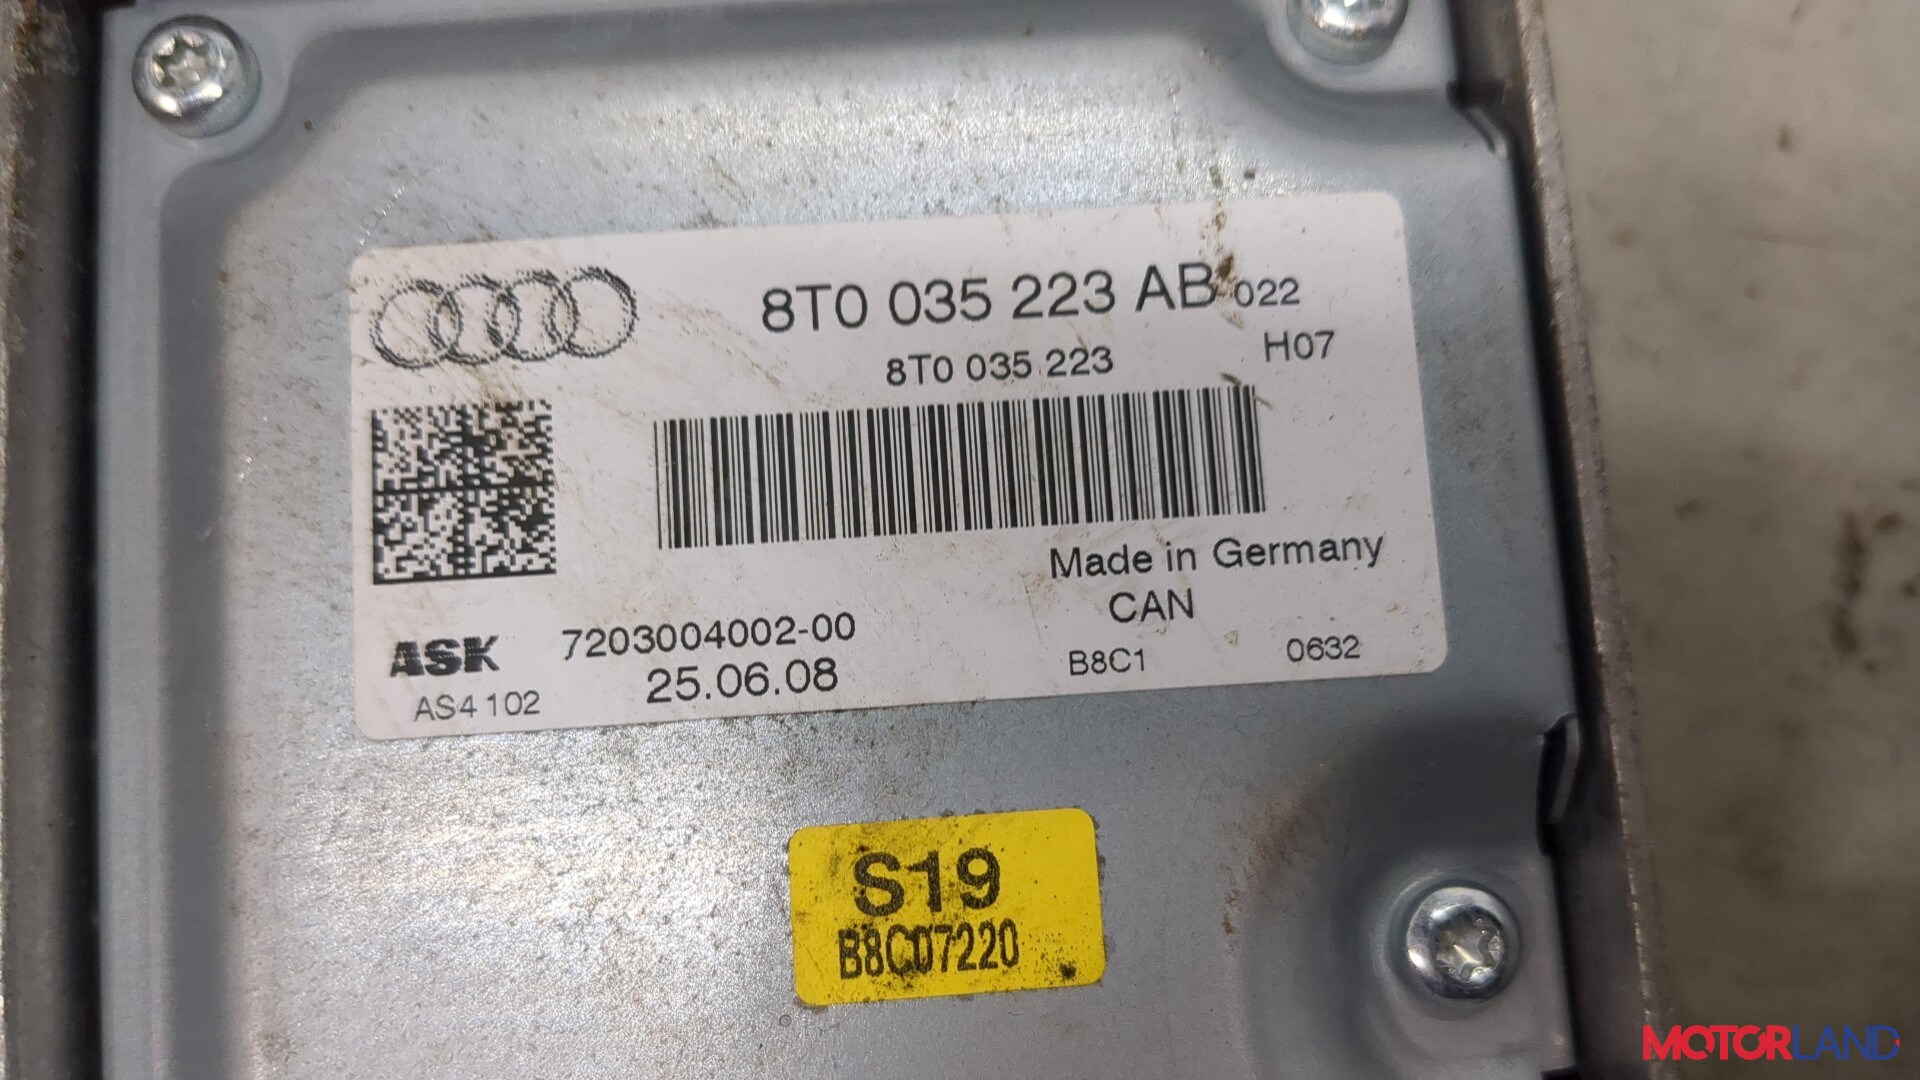 8T0 035 223 AB 022
8T0 035 223
H07
Made in Germany
CAN
ASK
7203004002-00
AS4 102
25.06.08
B8C1
0632
S19
B8C07220
MOTORLAND